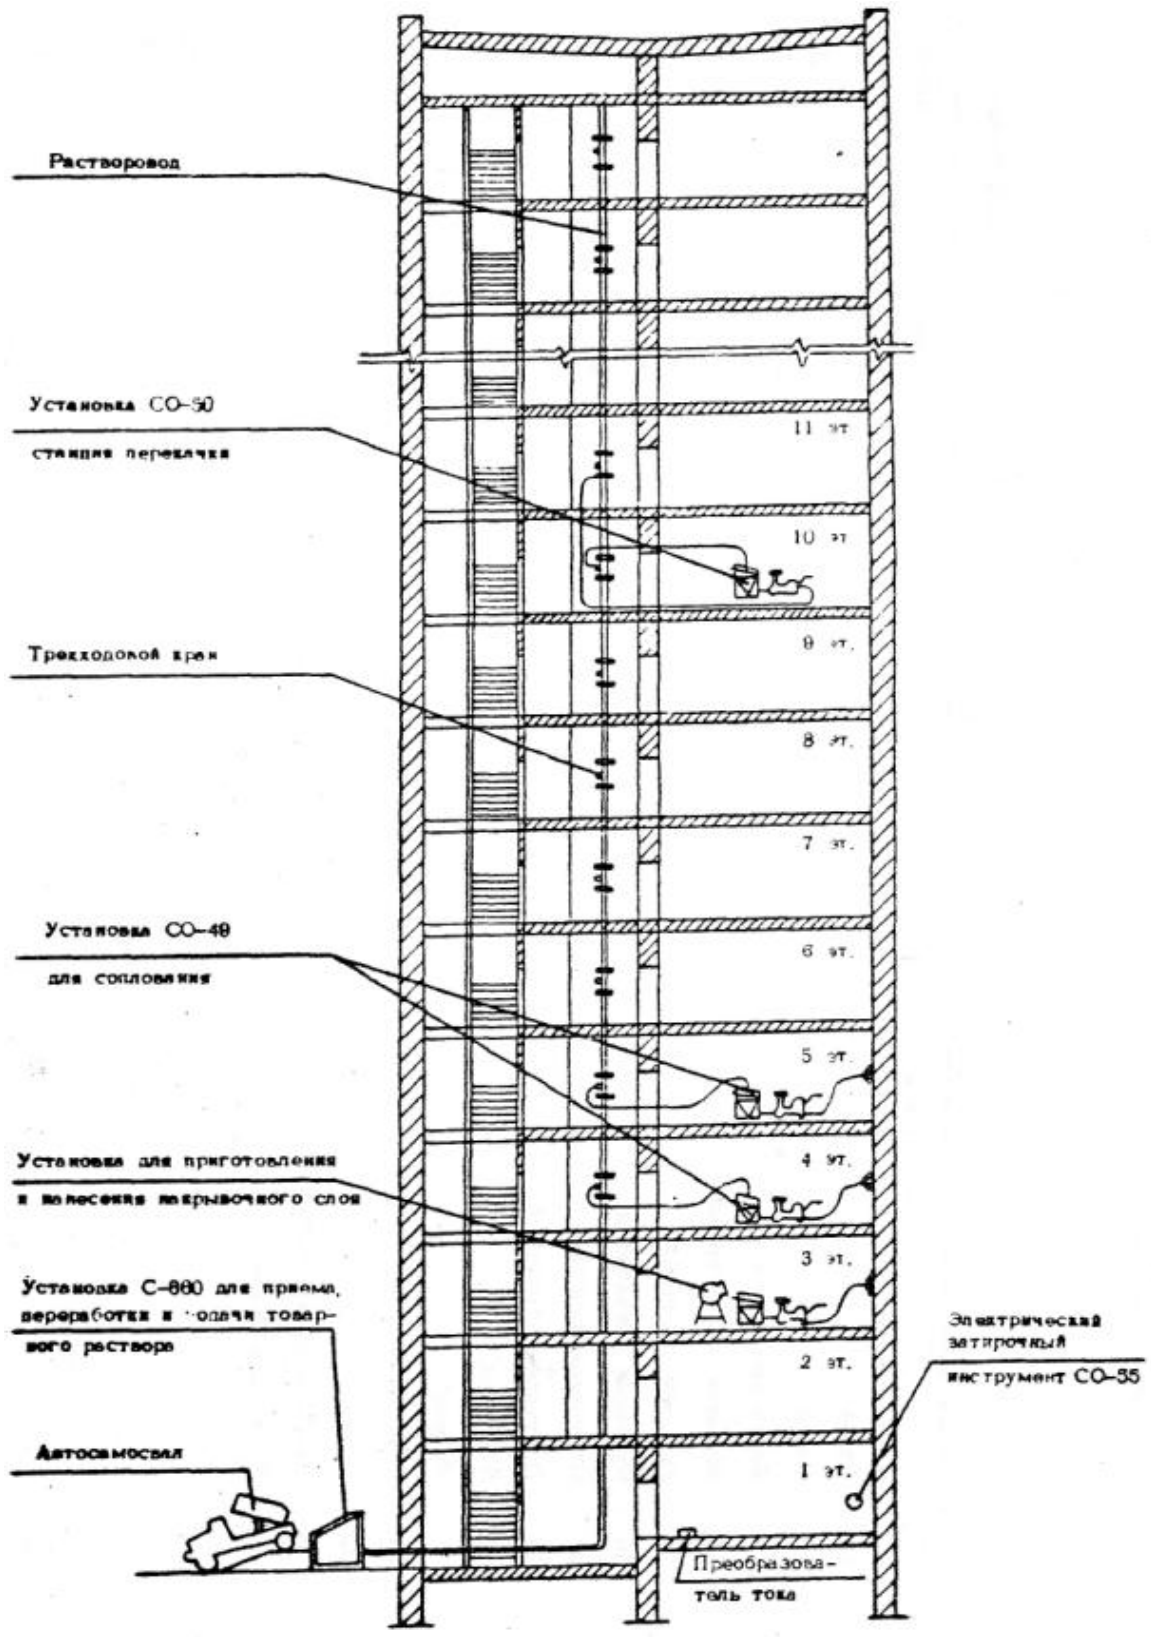 Растворовод
Установка СО-50
станция перекачки
11 эт.
10 эт
9 эт.
Трехходовой кран
8 эт.
7 эт.
Установка СО-49
для соплования
6 эт.
5 эт.
Установка для приготовления
и нанесения накрывочного слоя
4 эт.
3 эт.
Установка С-660 для приема,
переработки и подачи товар-
ного раствора
Электрический
затирочный
инструмент СО-55
2 эт.
Автосамосвал
1 эт.
Преобразова-
тель тока